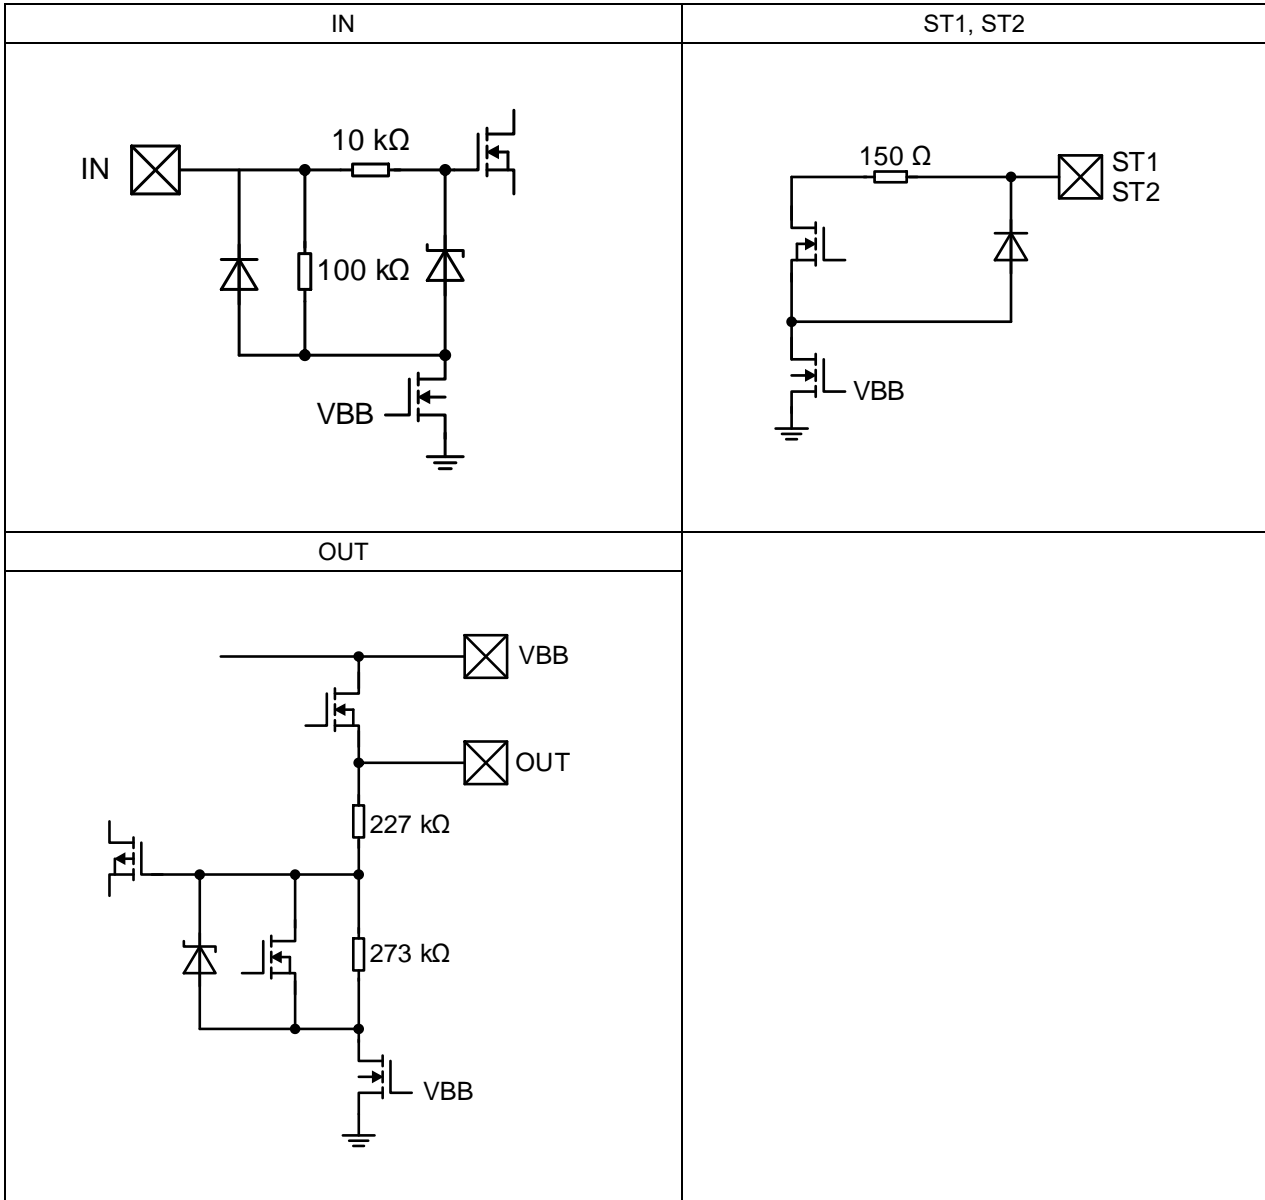 IN
ST1, ST2
IN
10 kΩ
100 kΩ
VBB
150 Ω
ST1
ST2
VBB
OUT
VBB
OUT
227 kΩ
273 kΩ
VBB